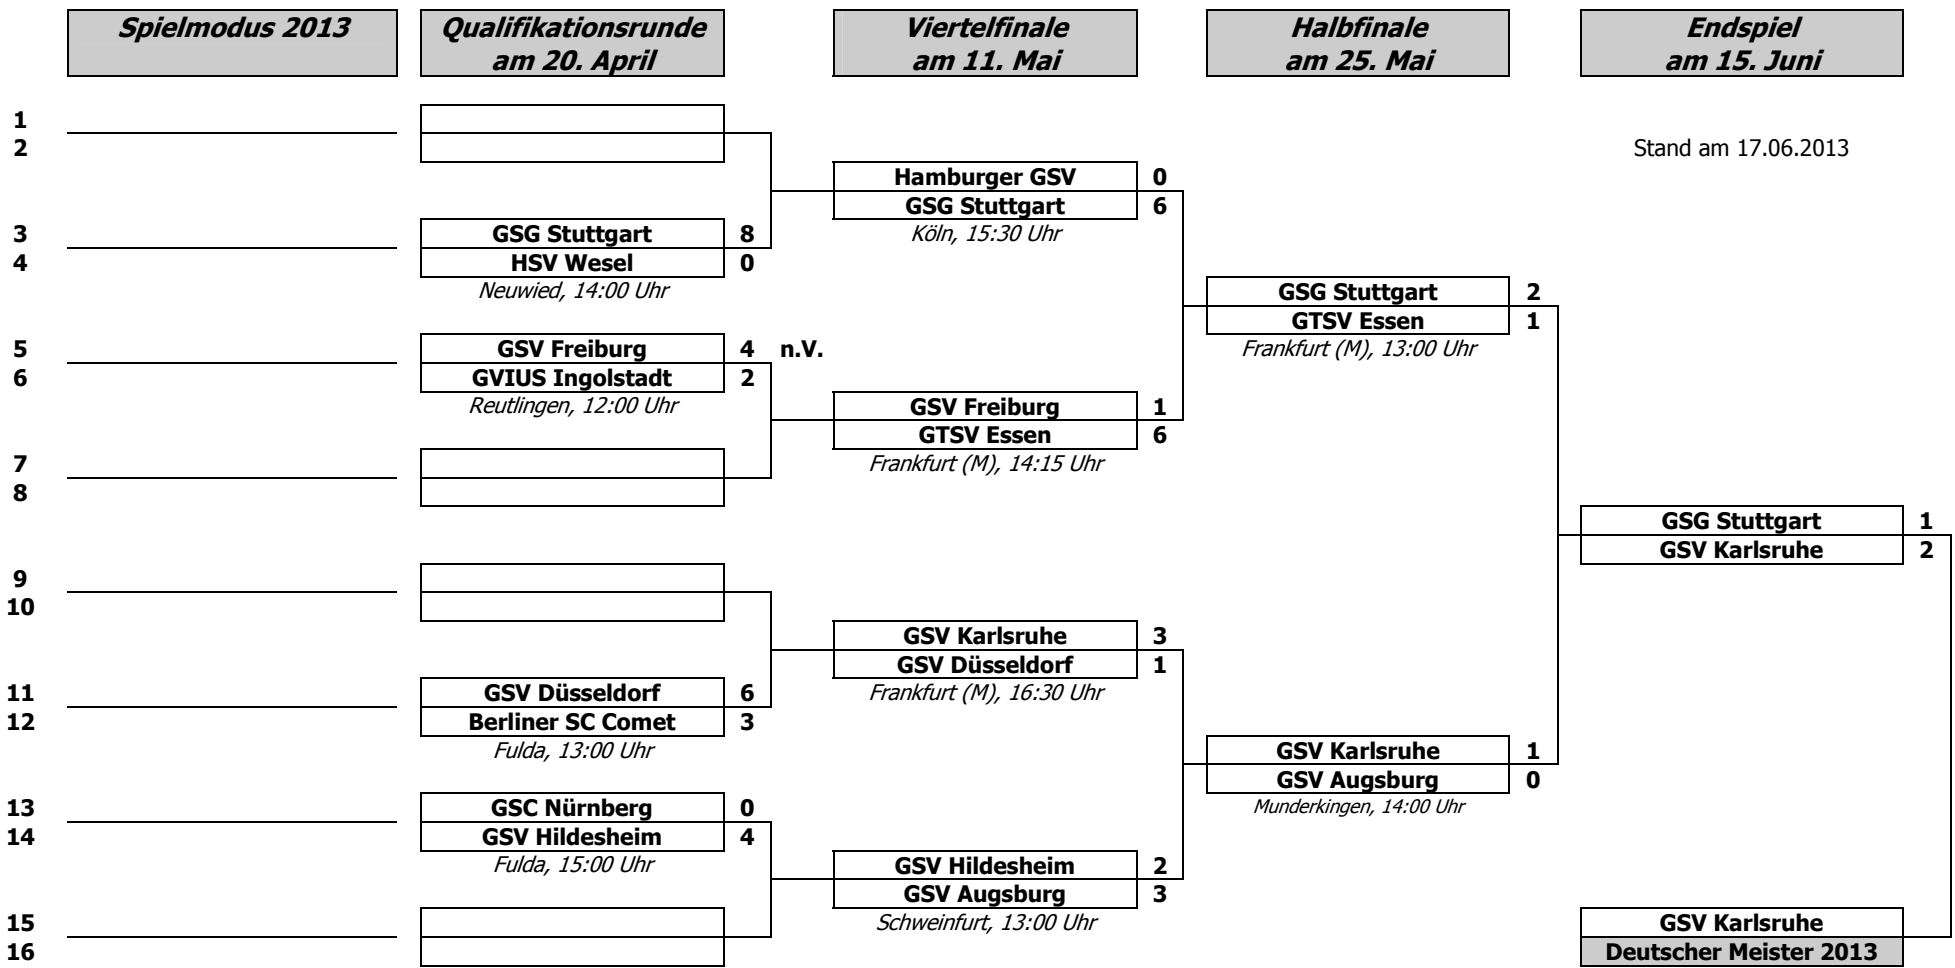 Spielmodus 2013
Qualifikationsrunde
am 20. April
Viertelfinale
am 11. Mai
Halbfinale
am 25. Mai
Endspiel
am 15. Juni
Stand am 17.06.2013
1
2
3
4
5
6
7
8
9
10
11
12
13
14
15
16
GSG Stuttgart 8
HSV Wesel 0
Neuwied, 14:00 Uhr
GSV Freiburg 4 n.V.
GVIUS Ingolstadt 2
Reutlingen, 12:00 Uhr
GSV Düsseldorf 6
Berliner SC Comet 3
Fulda, 13:00 Uhr
GSC Nürnberg 0
GSV Hildesheim 4
Fulda, 15:00 Uhr
Hamburger GSV 0
GSG Stuttgart 6
Köln, 15:30 Uhr
GSV Freiburg 1
GTSV Essen 6
Frankfurt (M), 14:15 Uhr
GSV Karlsruhe 3
GSV Düsseldorf 1
Frankfurt (M), 16:30 Uhr
GSV Hildesheim 2
GSV Augsburg 3
Schweinfurt, 13:00 Uhr
GSG Stuttgart 2
GTSV Essen 1
Frankfurt (M), 13:00 Uhr
GSV Karlsruhe 1
GSV Augsburg 0
Munderkingen, 14:00 Uhr
GSG Stuttgart 1
GSV Karlsruhe 2
GSV Karlsruhe
Deutscher Meister 2013